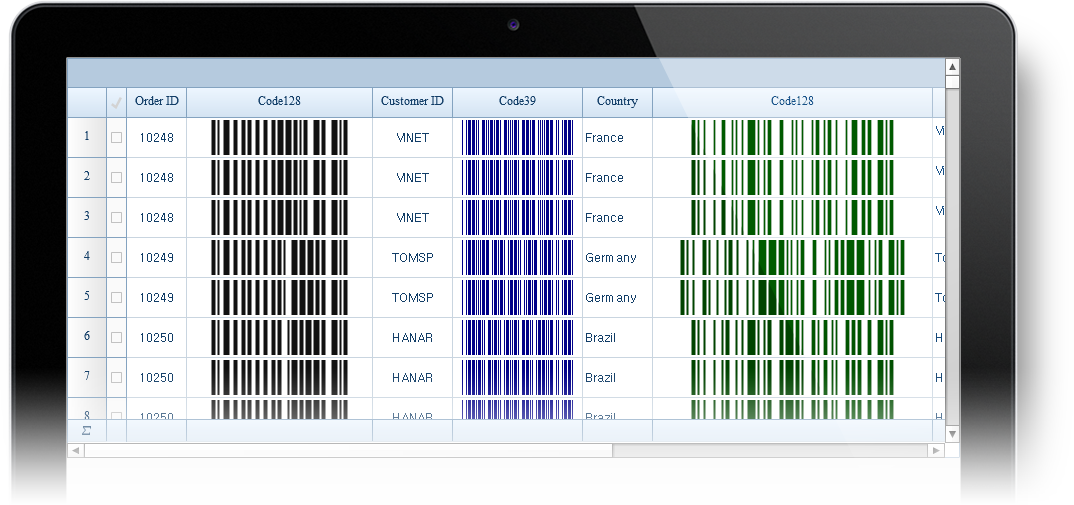 Order ID Code128 Customer ID Code39 Country Code128
1 10248 VINET France Vi
2 10248 VINET France Vi
3 10248 VINET France Vi
4 10249 TOMSP Germany To
5 10249 TOMSP Germany To
6 10250 HANAR Brazil H
7 10250 HANAR Brazil H
8 10250 HANAR Brazil H
Σ